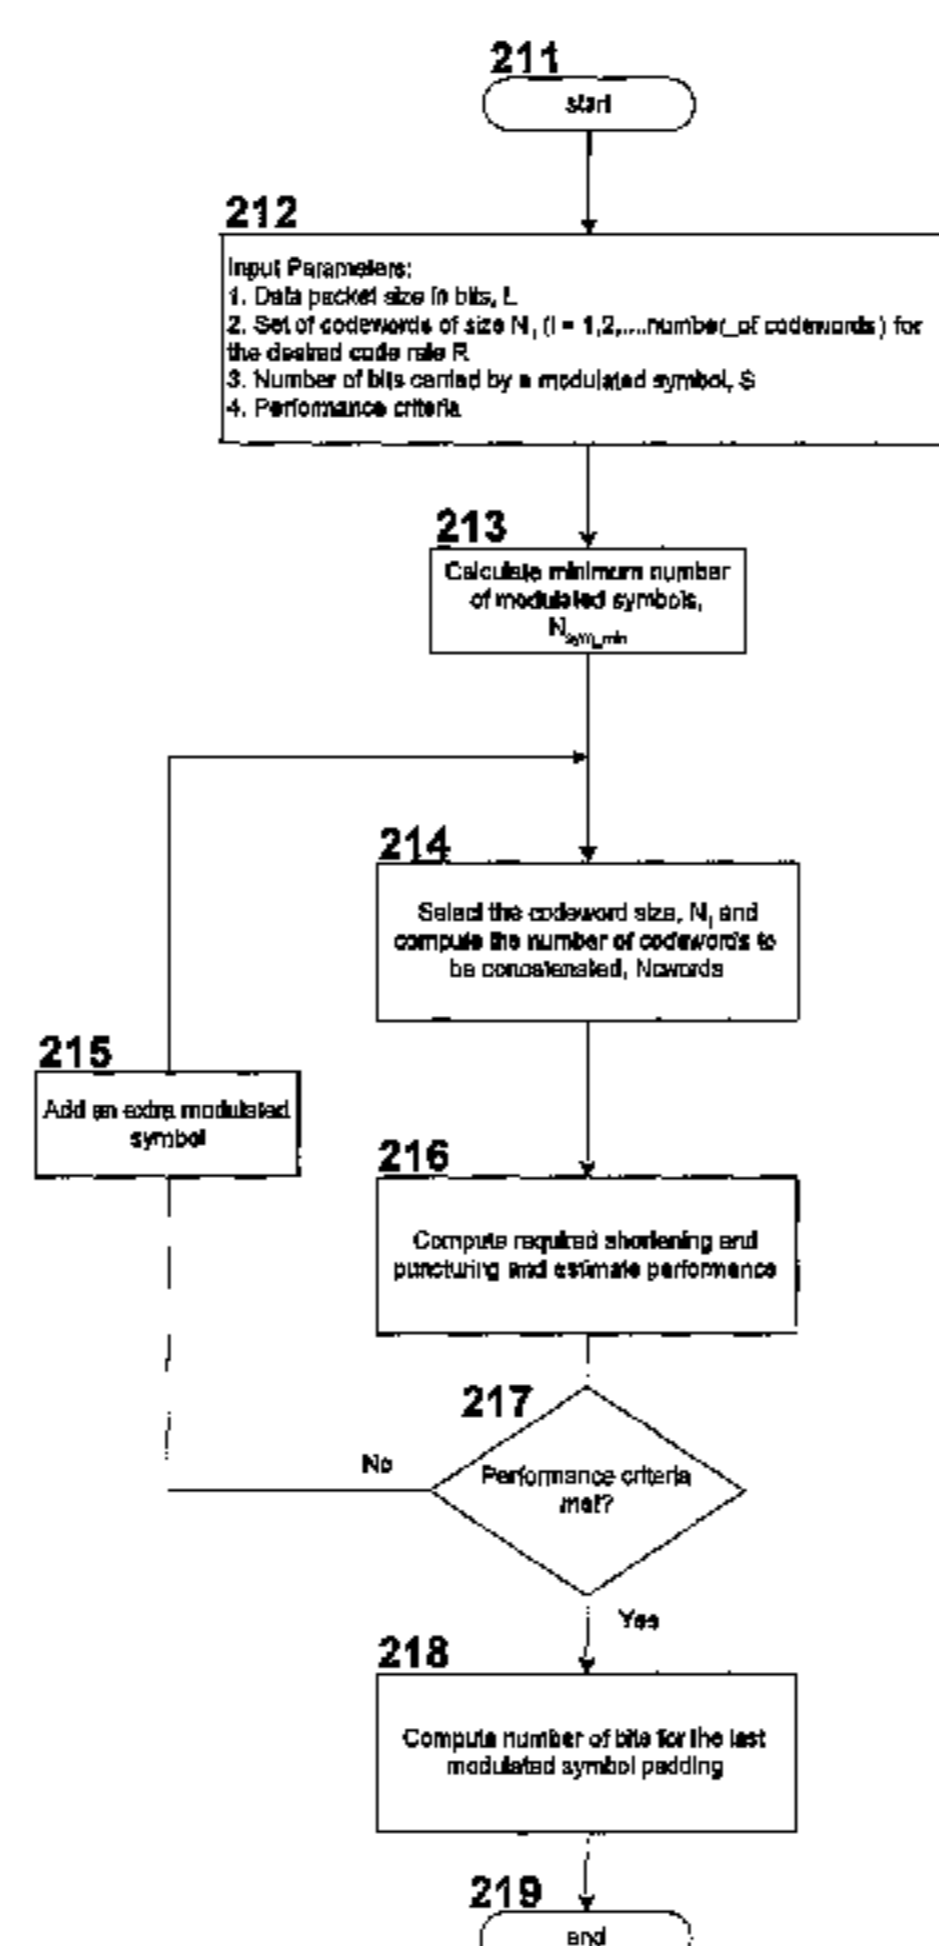 211
start
212
Input Parameters:
1. Data packet size in bits, L
2. Set of codewords of size N i (i = 1,2,....number_of codewords) for
the desired code rate R
3. Number of bits carried by a modulated symbol, S
4. Performance criteria
213
Calculate minimum number
of modulated symbols,
N sym_min
214
Select the codeword size, N i and
compute the number of codewords to
be concatenated, Ncwords
215
Add an extra modulated
symbol
216
Compute required shortening and
puncturing and estimate performance
217
No
Performance criteria
met?
Yes
218
Compute number of bits for the last
modulated symbol padding
219
end